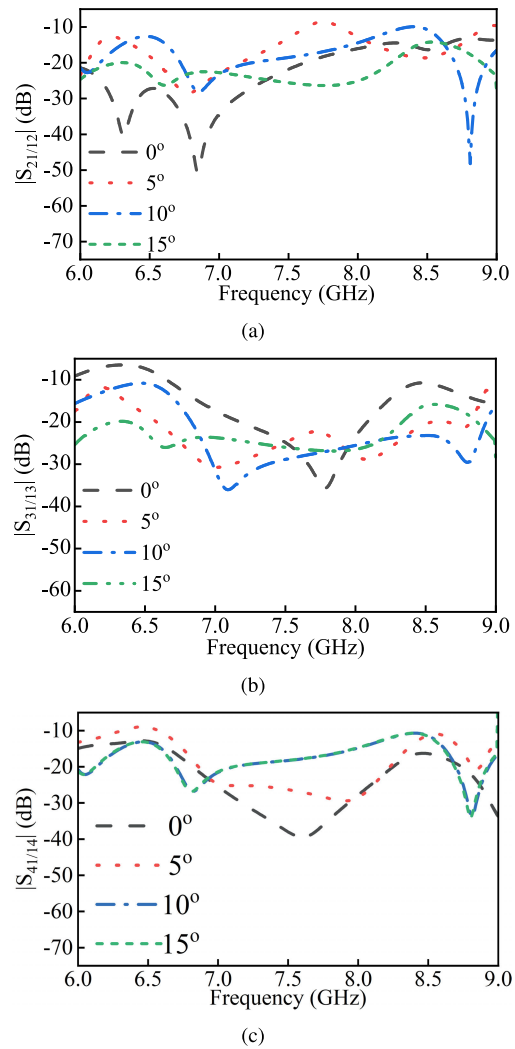 |S21/12| (dB)
-10
-20
-30
-40
-50
-60
-70
0º
5º
10º
15º
6.0 6.5 7.0 7.5 8.0 8.5 9.0
Frequency (GHz)
(a)
|S31/13| (dB)
-10
-20
-30
-40
-50
-60
0º
5º
10º
15º
6.0 6.5 7.0 7.5 8.0 8.5 9.0
Frequency (GHz)
(b)
|S41/14| (dB)
-10
-20
-30
-40
-50
-60
-70
0º
5º
10º
15º
6.0 6.5 7.0 7.5 8.0 8.5 9.0
Frequency (GHz)
(c)